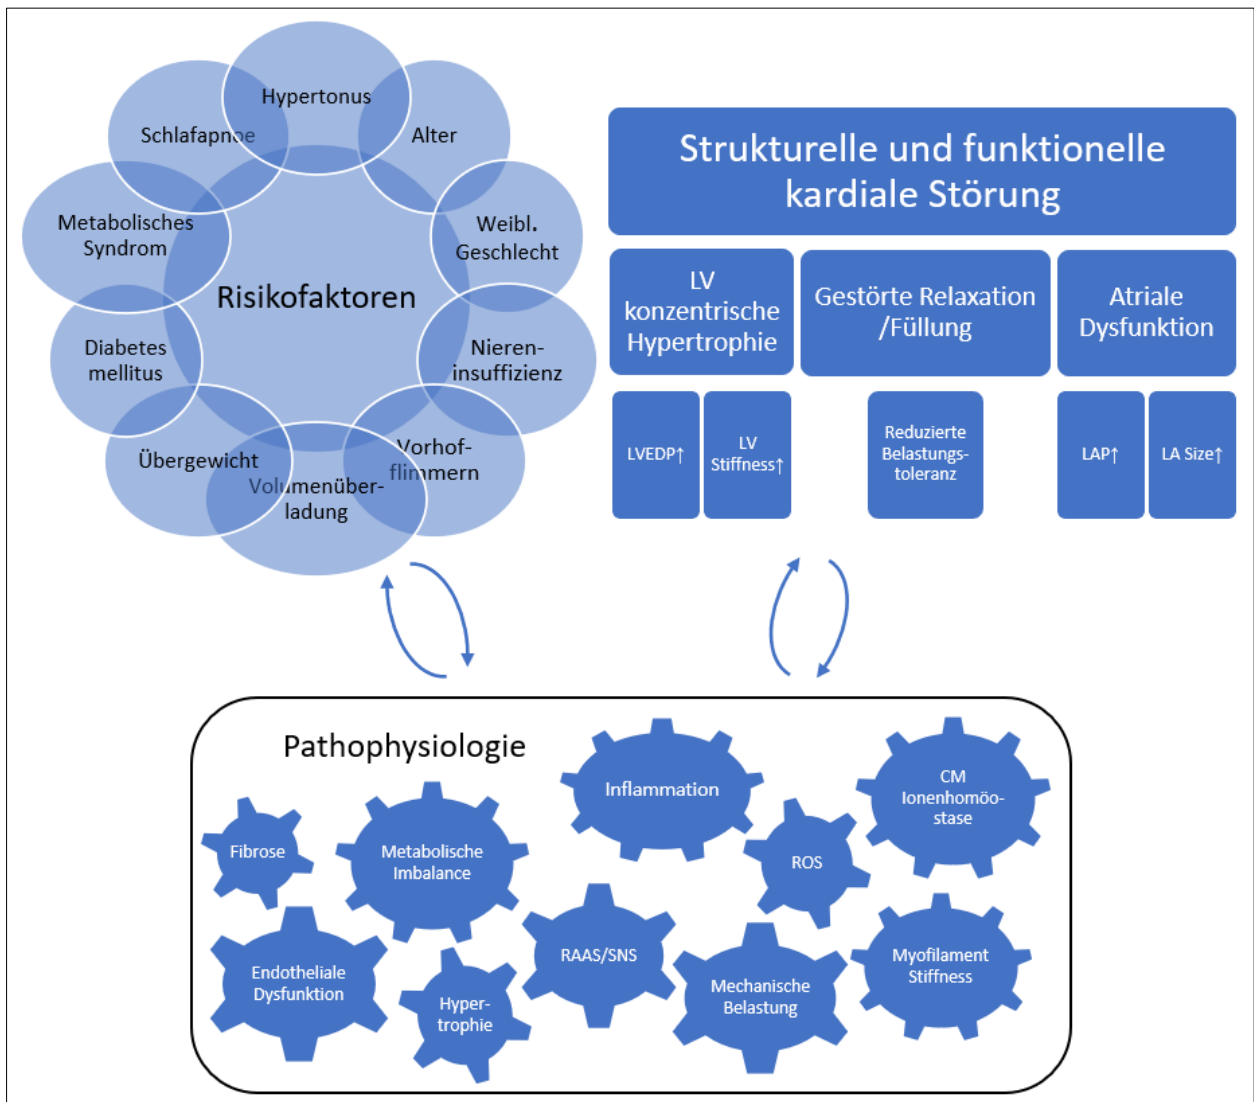 Hypertonus
Alter
Weibl.
Geschlecht
Nieren-
insuffizienz
Vorhof-
flimmern
Volumenüber-
ladung
Übergewicht
Diabetes
mellitus
Metabolisches
Syndrom
Schlafapnoe
Risikofaktoren
Strukturelle und funktionelle
kardiale Störung
LV
konzentrische
Hypertrophie
Gestörte Relaxation
/Füllung
Atriale
Dysfunktion
LVEDP↑
LV
Stiffness↑
Reduzierte
Belastungs-
toleranz
LAP↑
LA Size↑
Pathophysiologie
Fibrose
Metabolische
Imbalance
Inflammation
ROS
CM
Ionenhomöo-
stase
Endotheliale
Dysfunktion
Hyper-
trophie
RAAS/SNS
Mechanische
Belastung
Myofilament
Stiffness